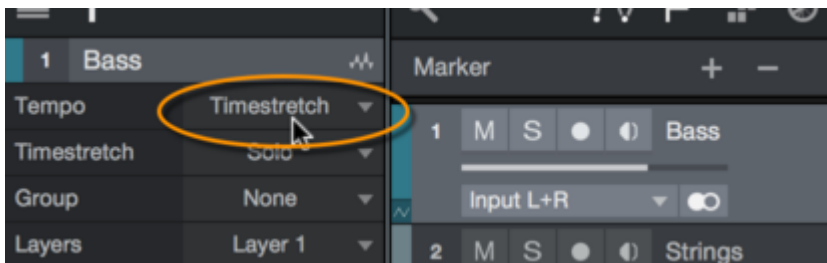 1 Bass
Tempo Timestretch
Timestretch Solo
Group None
Layers Layer 1
Marker + −
1 M S Bass
Input L+R
2 M S Strings